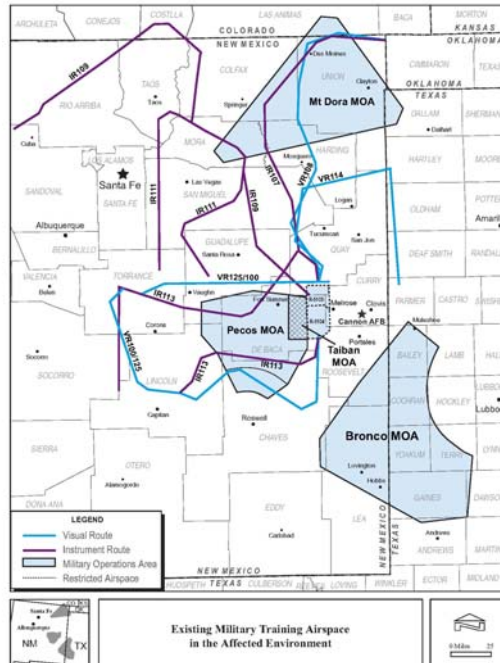 ARCHULETA
CONEJOS
COSTILLA
LAS ANIMAS
BACA
MORTON
COLORADO
KANSAS
NEW MEXICO
OKLAHOMA
IR109
TAOS
COLFAX
Des Moines
UNION
CIMMARON
RIO ARRIBA
Taos
Springer
Clayton
OKLAHOMA
TEXAS
Mt Dora MOA
DALLAM
SHERMAN
Dalhart
Cuba
MORA
LOS ALAMOS
Mosquero
HARDING
HARTLEY
Santa Fe
IR111
Las Vegas
IR107
VR108
VR114
SANDOVAL
SANTA FE
SAN MIGUEL
IR111
IR109
Logan
OLDHAM
Albuquerque
Tucumcari
San Jon
Amaril
BERNALILLO
GUADALUPE
QUAY
Santa Rosa
DEAF SMITH
VALENCIA
TORRANCE
VR125/100
CURRY
Belen
Vaughn
IR113
PARMER
CASTRO
Fort Sumner
Melrose
Clovis
Cannon AFB
Muleshoe
Corona
Pecos MOA
Portales
Taiban
MOA
Socorro
VR100/125
DE BACA
ROOSEVELT
BAILEY
LAMB
SOCORRO
LINCOLN
IR113
IR113
COCHRAN
HOCKLEY
Lubbo
Capitan
Roswell
CHAVES
Bronco MOA
SIERRA
OTERO
YOAKUM
TERRY
Alamogordo
Lovington
Hobbs
GAINES
DAWSO
DONA ANA
EDDY
LEA
NEW MEXICO
TEXAS
Carlsbad
Andrews
ANDREWS
MARTIN
LEGEND
Visual Route
Instrument Route
Military Operations Area
Restricted Airspace
NEW MEXICO
TEXAS
CULBERSON
LOVING
WINKLER
ECTOR
MIDLAND
Santa Fe
Albuquerque
NM
TX
Existing Military Training Airspace
in the Affected Environment
0 Miles